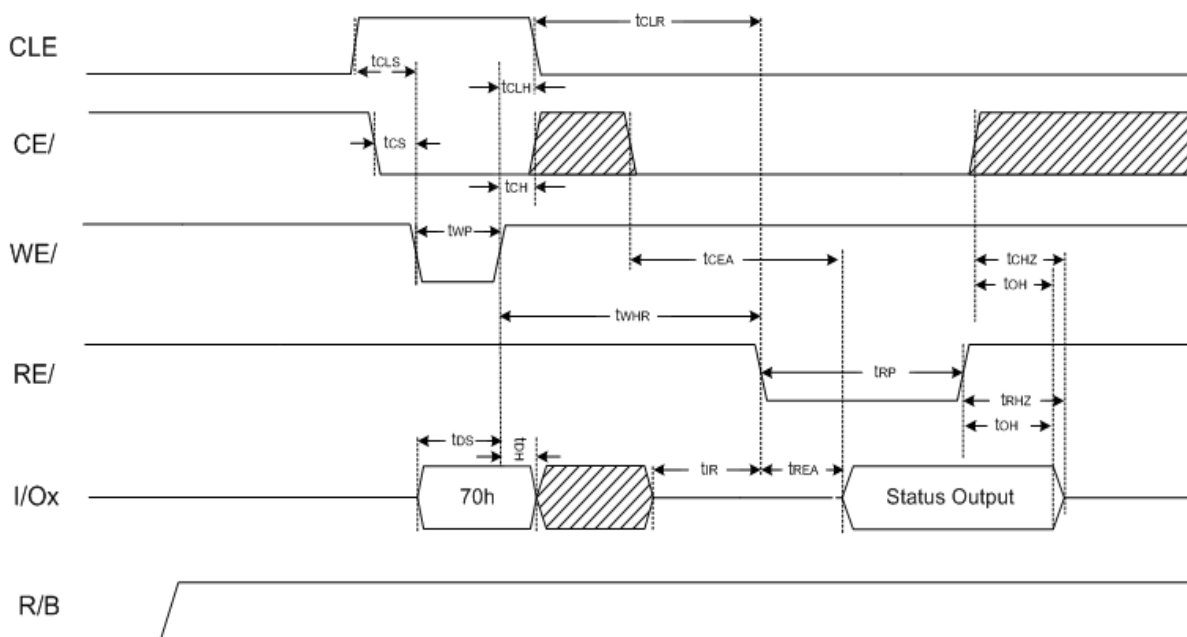 CLE
tCLR
tCLS
tCLH
CE/
tCS
tCH
WE/
tWP
tCEA
tCHZ
tOH
tWHR
RE/
tRP
tRHZ
tOH
tDS
tDH
tIR
tREA
I/Ox
70h
Status Output
R/B